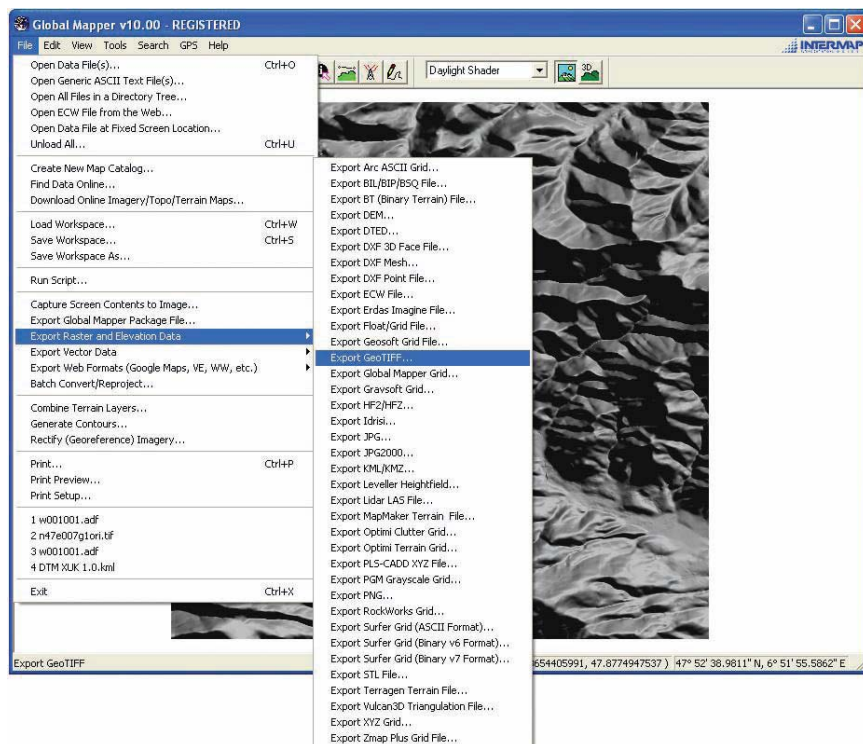 Global Mapper v10.00 - REGISTERED
File Edit View Tools Search GPS Help
INTERMAP
Daylight Shader
3D
Open Data File(s)... Ctrl+O
Open Generic ASCII Text File(s)...
Open All Files in a Directory Tree...
Open ECW File from the Web...
Open Data File at Fixed Screen Location...
Unload All... Ctrl+U
Create New Map Catalog...
Find Data Online...
Download Online Imagery/Topo/Terrain Maps...
Load Workspace... Ctrl+W
Save Workspace... Ctrl+S
Save Workspace As...
Run Script...
Capture Screen Contents to Image...
Export Global Mapper Package File...
Export Raster and Elevation Data
Export Vector Data
Export Web Formats (Google Maps, VE, WW, etc.)
Batch Convert/Reproject...
Combine Terrain Layers...
Generate Contours...
Rectify (Georeference) Imagery...
Print... Ctrl+P
Print Preview...
Print Setup...
1 w001001.adf
2 n47e007g1ori.tif
3 w001001.adf
4 DTM XUK 1.0.kml
Exit Ctrl+X
Export Arc ASCII Grid...
Export BIL/BIP/BSQ File...
Export BT (Binary Terrain) File...
Export DEM...
Export DTED...
Export DXF 3D Face File...
Export DXF Mesh...
Export DXF Point File...
Export ECW File...
Export Erdas Imagine File...
Export Float/Grid File...
Export Geosoft Grid File...
Export GeoTIFF...
Export Global Mapper Grid...
Export Gravsoft Grid...
Export HF2/HFZ...
Export Idrisi...
Export JPG...
Export JPG2000...
Export KML/KMZ...
Export Leveller Heightfield...
Export Lidar LAS File...
Export MapMaker Terrain File...
Export Optimi Clutter Grid...
Export Optimi Terrain Grid...
Export PLS-CADD XYZ File...
Export PGM Grayscale Grid...
Export PNG...
Export RockWorks Grid...
Export Surfer Grid (ASCII Format)...
Export Surfer Grid (Binary v6 Format)...
Export Surfer Grid (Binary v7 Format)...
Export STL File...
Export Terragen Terrain File...
Export Vulcan3D Triangulation File...
Export XYZ Grid...
Export Zmap Plus Grid File...
Export GeoTIFF
9654405991, 47.8774947537 ) 47° 52' 38.9811" N, 6° 51' 55.5862" E